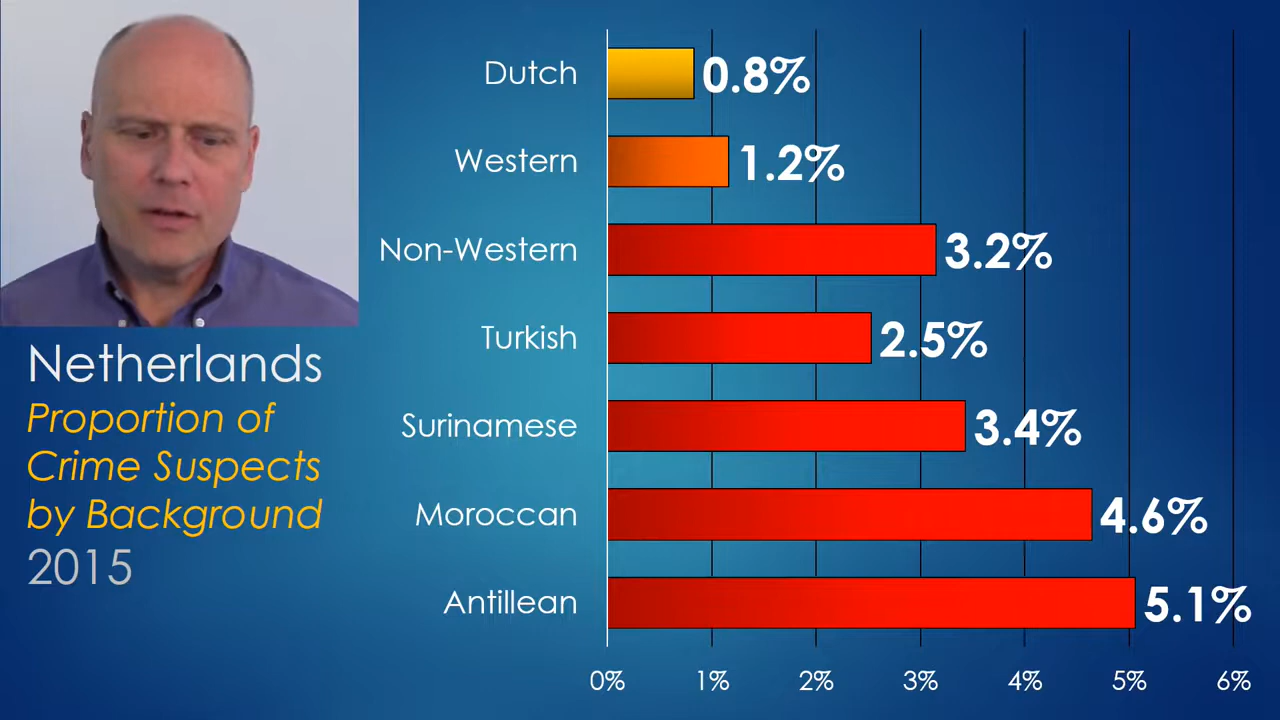 Netherlands
Proportion of
Crime Suspects
by Background
2015
Dutch 0.8%
Western 1.2%
Non-Western 3.2%
Turkish 2.5%
Surinamese 3.4%
Moroccan 4.6%
Antillean 5.1%
0% 1% 2% 3% 4% 5% 6%